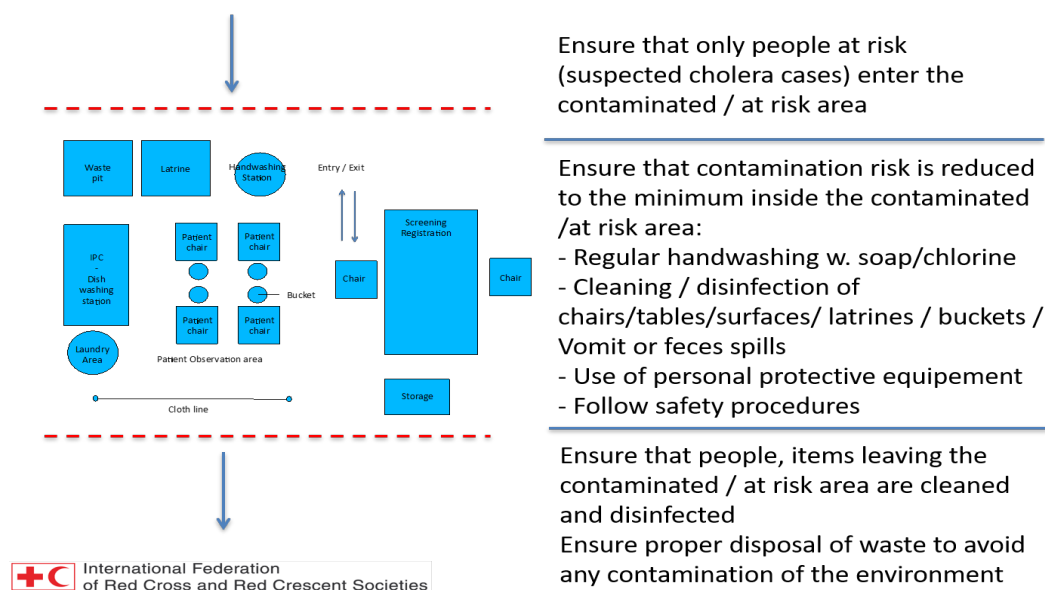 Ensure that only people at risk
(suspected cholera cases) enter the
contaminated / at risk area
Waste
pit
Latrine
Handwashing
Station
Entry / Exit
Screening
Registration
Patient
chair
Patient
chair
IPC
-
Dish
washing
station
Chair
Chair
Bucket
Patient
chair
Patient
chair
Laundry
Area
Patient Observation area
Storage
Cloth line
Ensure that contamination risk is reduced
to the minimum inside the contaminated
/at risk area:
- Regular handwashing w. soap/chlorine
- Cleaning / disinfection of
chairs/tables/surfaces/ latrines / buckets /
Vomit or feces spills
- Use of personal protective equipement
- Follow safety procedures
Ensure that people, items leaving the
contaminated / at risk area are cleaned
and disinfected
Ensure proper disposal of waste to avoid
any contamination of the environment
International Federation
of Red Cross and Red Crescent Societies